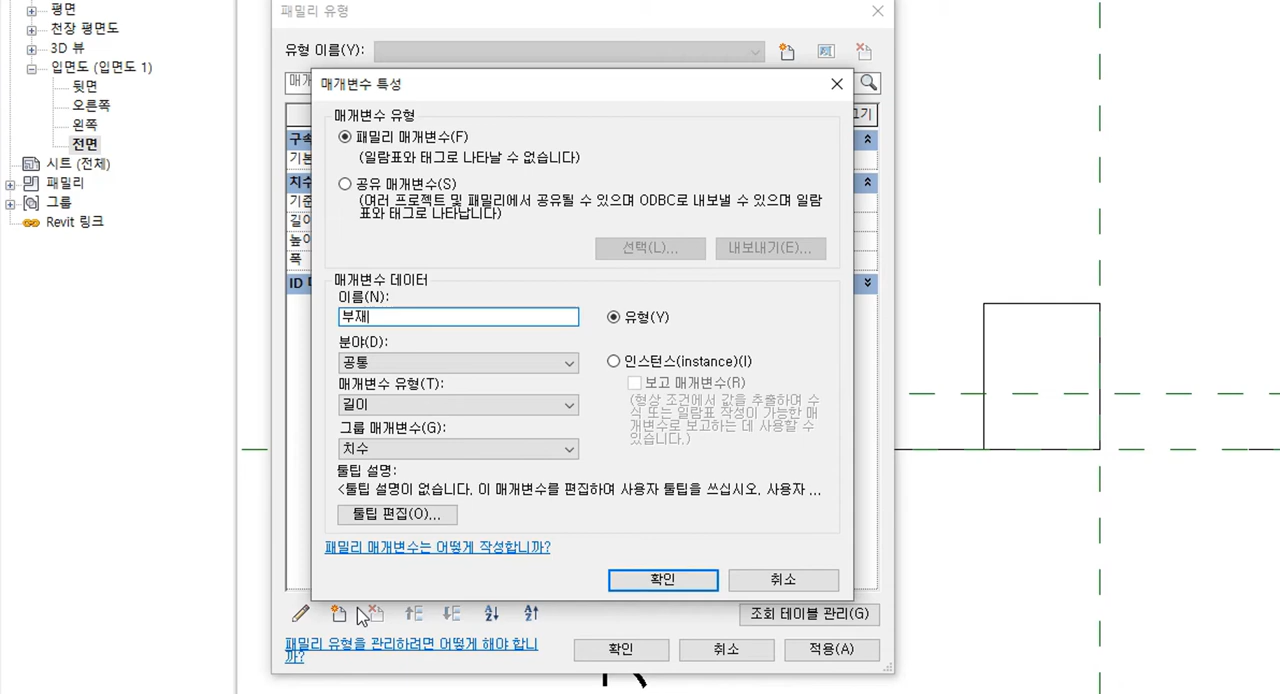 평면
천장 평면도
3D 뷰
입면도 (입면도 1)
뒷면
오른쪽
왼쪽
전면
시트 (전체)
패밀리
그룹
Revit 링크
패밀리 유형
유형 이름(Y):
매개
구속
기본
치수
기준
길이
높이
폭
ID
매개변수 특성
매개변수 유형
패밀리 매개변수(F)
(일람표와 태그로 나타날 수 없습니다)
공유 매개변수(S)
(여러 프로젝트 및 패밀리에서 공유될 수 있으며 ODBC로 내보낼 수 있으며 일람
표와 태그로 나타납니다)
선택(L)...
내보내기(E)...
매개변수 데이터
이름(N):
부재
유형(Y)
분야(D):
공통
인스턴스(instance)(I)
매개변수 유형(T):
보고 매개변수(R)
길이
(형상 조건에서 값을 추출하여 수
식 또는 일람표 작성이 가능한 매
개변수로 보고하는 데 사용할 수
있습니다.)
그룹 매개변수(G):
치수
툴팁 설명:
<툴팁 설명이 없습니다. 이 매개변수를 편집하여 사용자 툴팁을 쓰십시오. 사용자 ...
툴팁 편집(O)...
패밀리 매개변수는 어떻게 작성합니까?
확인
취소
조회 테이블 관리(G)
패밀리 유형을 관리하려면 어떻게 해야 합니
까?
확인
취소
적용(A)